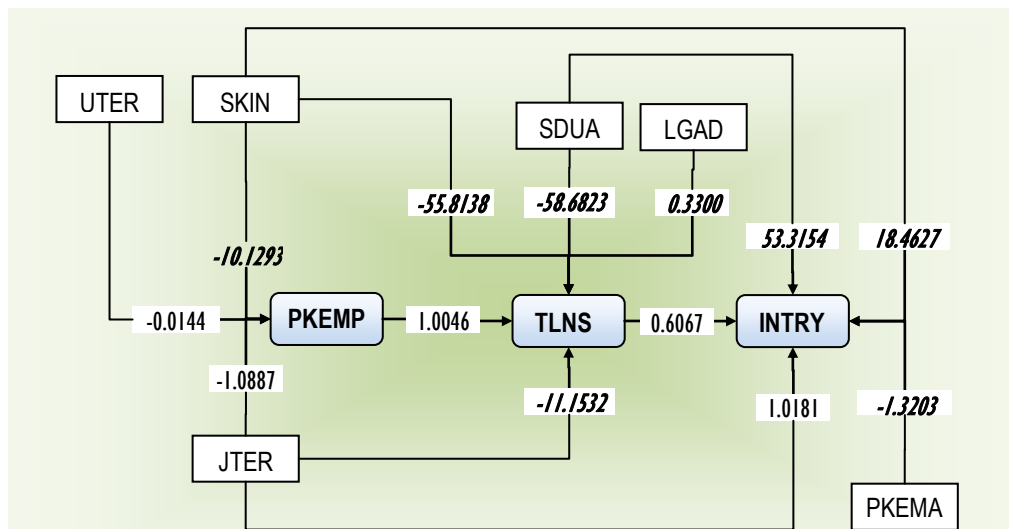 UTER
SKIN
SDUA
LGAD
-55.8138
-58.6823
0.3300
-10.1293
53.3154
18.4627
-0.0144
PKEMP
1.0046
TLNS
0.6067
INTRY
-1.0887
-11.1532
1.0181
-1.3203
JTER
PKEMA